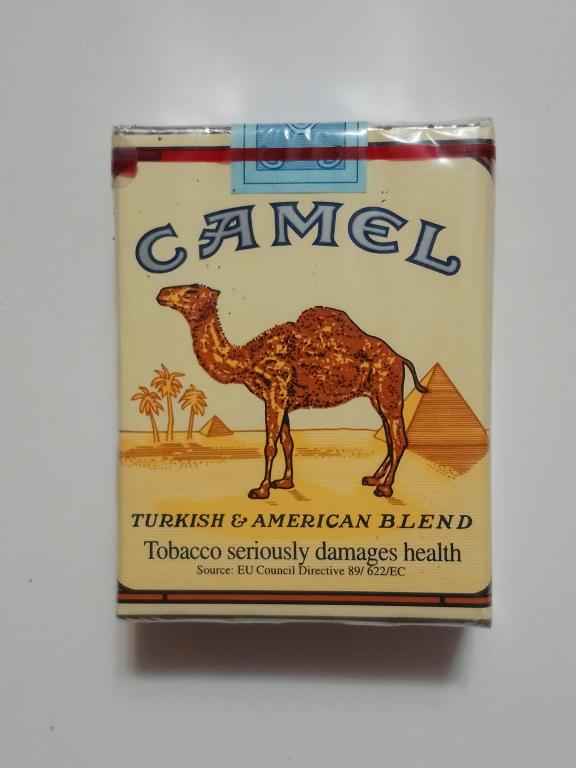 CAMEL
TURKISH & AMERICAN BLEND
Tobacco seriously damages health
Source: EU Council Directive 89/ 622/EC